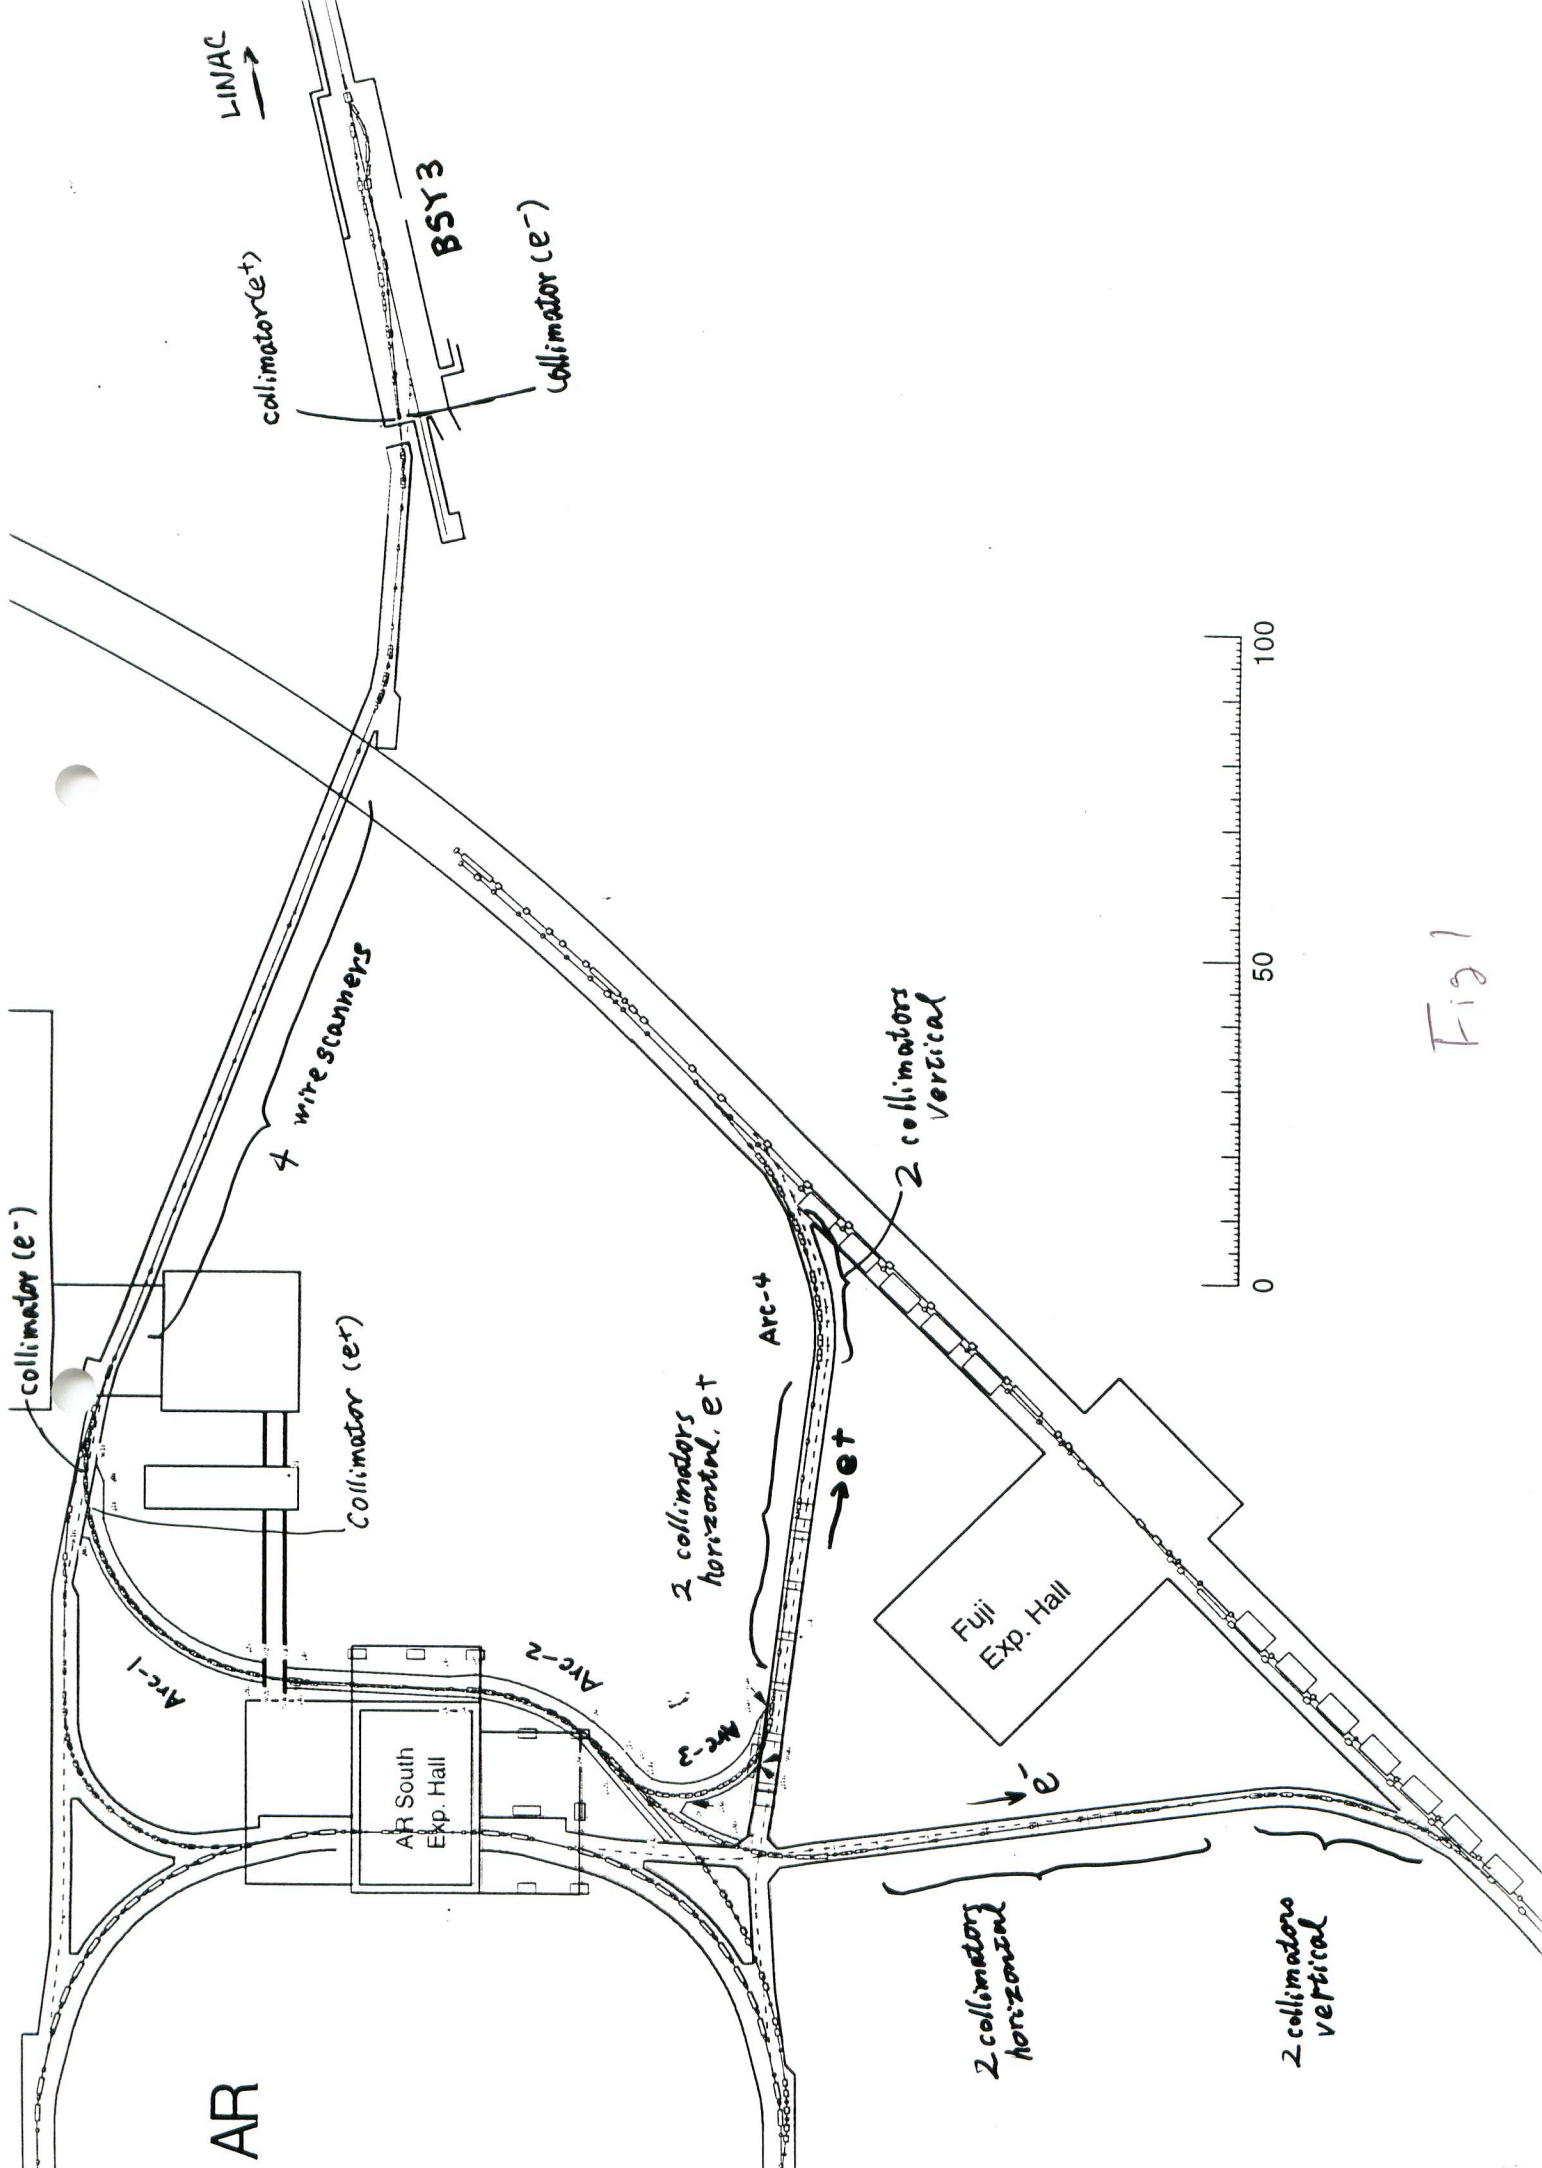 LINAC
BSY3
collimator(e+)
Collimator(e-)
4 wire scanners
collimator (e-)
Collimator (e+)
Arc-1
Arc-2
Arc-3
Arc-4
AR South
Exp. Hall
AR
2 collimators
horizontal, e+
e+
2 collimators
vertical
Fuji
Exp. Hall
e-
2 collimators
horizontal
2 collimators
vertical
0
50
100
Fig 1